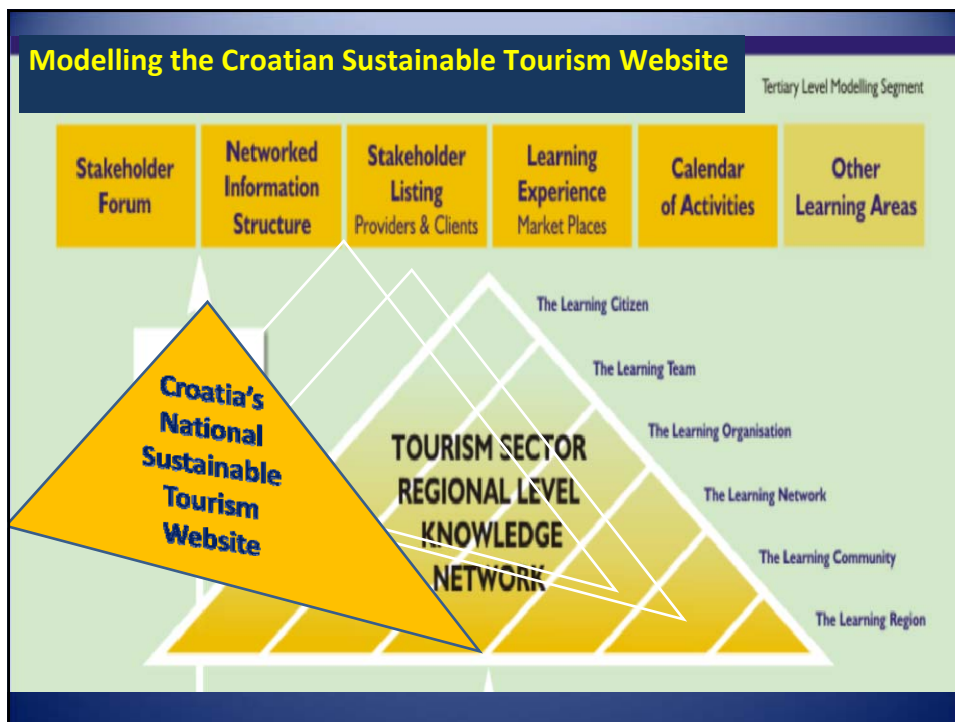 Modelling the Croatian Sustainable Tourism Website
Tertiary Level Modelling Segment
Stakeholder
Forum
Networked
Information
Structure
Stakeholder
Listing
Providers & Clients
Learning
Experience
Market Places
Calendar
of Activities
Other
Learning Areas
The Learning Citizen
The Learning Team
The Learning Organisation
The Learning Network
The Learning Community
The Learning Region
Croatia's
National
Sustainable
Tourism
Website
TOURISM SECTOR
REGIONAL LEVEL
KNOWLEDGE
NETWORK